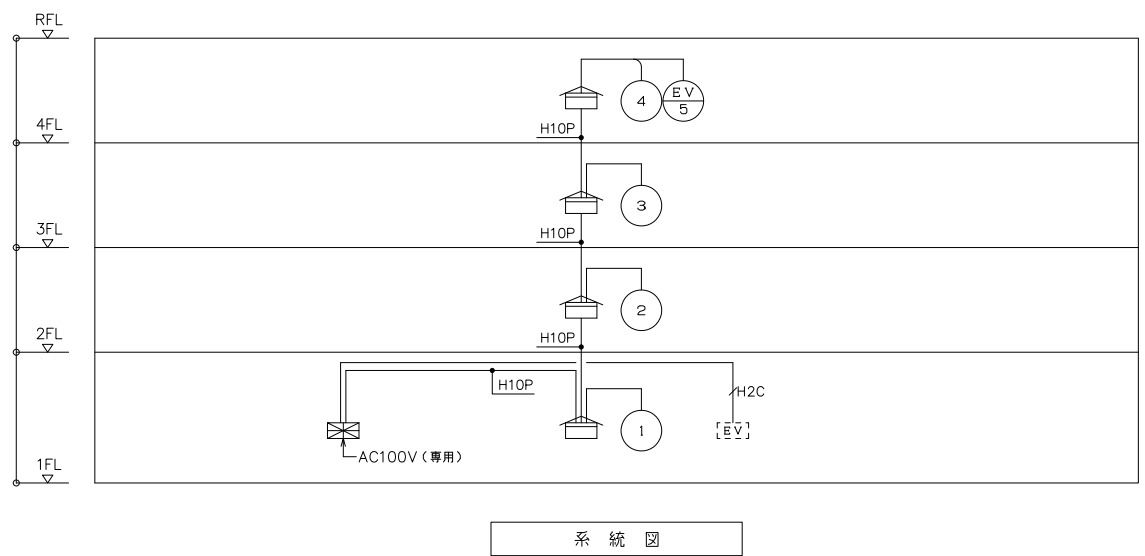 RFL
4
EV
5
4FL
H10P
3
3FL
H10P
2
2FL
H10P
H10P
H2C
1
EV
AC100V(専用)
1FL
系統図